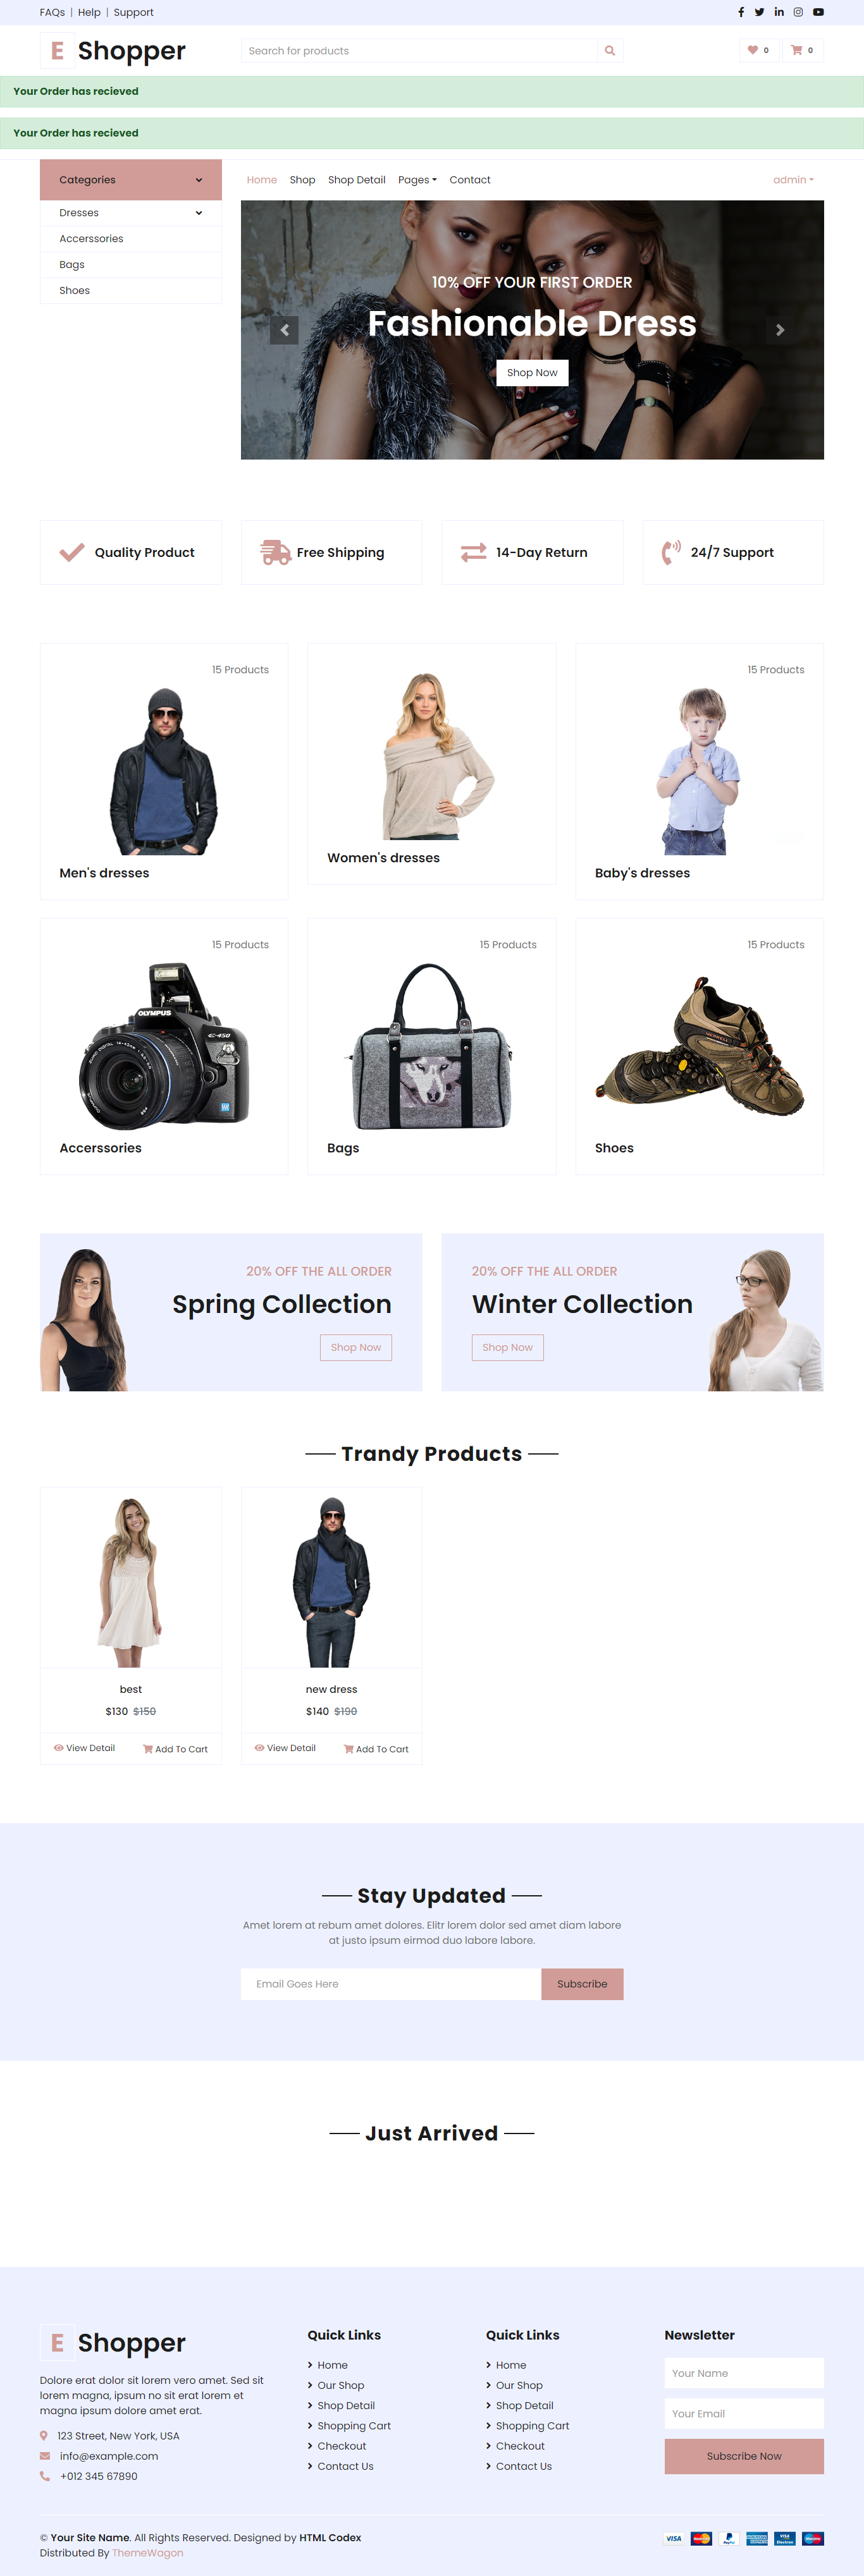 FAQs | Help | Support
E Shopper
Search for products
0
0
Your Order has recieved
Your Order has recieved
Categories
Home
Shop
Shop Detail
Pages
Contact
admin
Dresses
Accerssories
Bags
Shoes
10% OFF YOUR FIRST ORDER
Fashionable Dress
Shop Now
Quality Product
Free Shipping
14-Day Return
24/7 Support
15 Products
Men's dresses
Women's dresses
15 Products
Baby's dresses
15 Products
OLYMPUS
Accerssories
15 Products
Bags
15 Products
Shoes
20% OFF THE ALL ORDER
Spring Collection
Shop Now
20% OFF THE ALL ORDER
Winter Collection
Shop Now
Trandy Products
best
$130 $150
View Detail
Add To Cart
new dress
$140 $190
View Detail
Add To Cart
Stay Updated
Amet lorem at rebum amet dolores. Elitr lorem dolor sed amet diam labore
at justo ipsum eirmod duo labore labore.
Email Goes Here
Subscribe
Just Arrived
E Shopper
Dolore erat dolor sit lorem vero amet. Sed sit
lorem magna, ipsum no sit erat lorem et
magna ipsum dolore amet erat.
123 Street, New York, USA
info@example.com
+012 345 67890
Quick Links
Home
Our Shop
Shop Detail
Shopping Cart
Checkout
Contact Us
Quick Links
Home
Our Shop
Shop Detail
Shopping Cart
Checkout
Contact Us
Newsletter
Your Name
Your Email
Subscribe Now
© Your Site Name. All Rights Reserved. Designed by HTML Codex
Distributed By ThemeWagon
VISA
PayPal
VISA